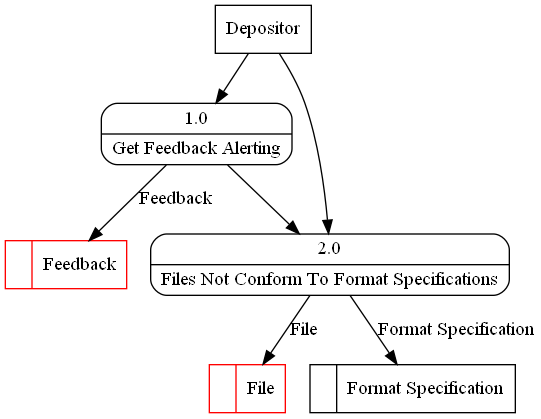 Depositor
1.0
Get Feedback Alerting
Feedback
Feedback
2.0
Files Not Conform To Format Specifications
File
Format Specification
File
Format Specification